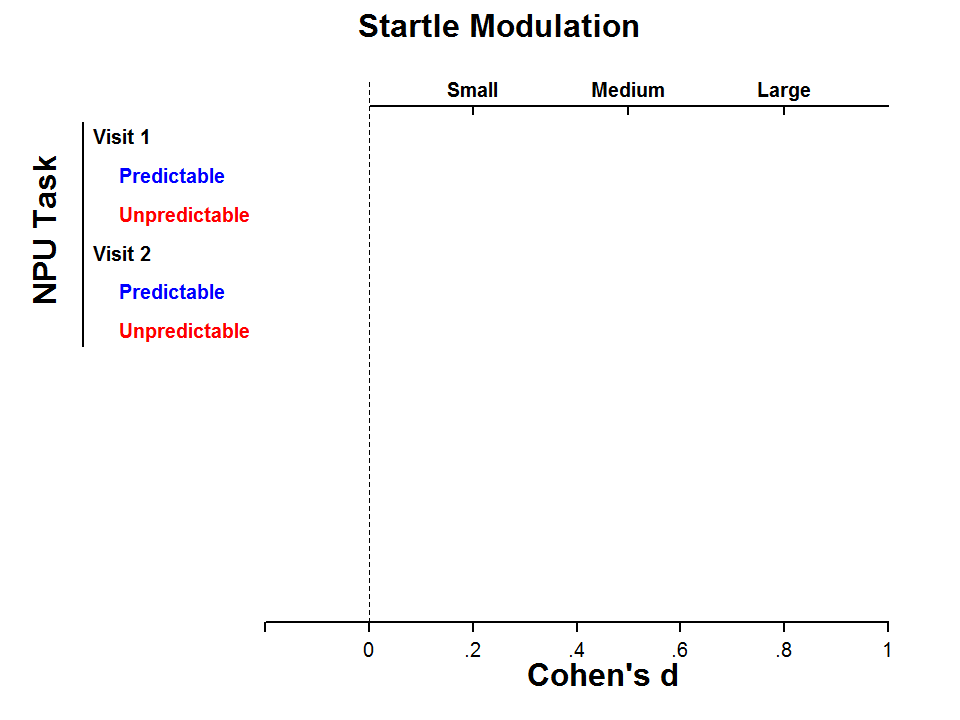 Startle Modulation
Small Medium Large
NPU Task
Visit 1
Predictable
Unpredictable
Visit 2
Predictable
Unpredictable
0 .2 .4 .6 .8 1
Cohen's d